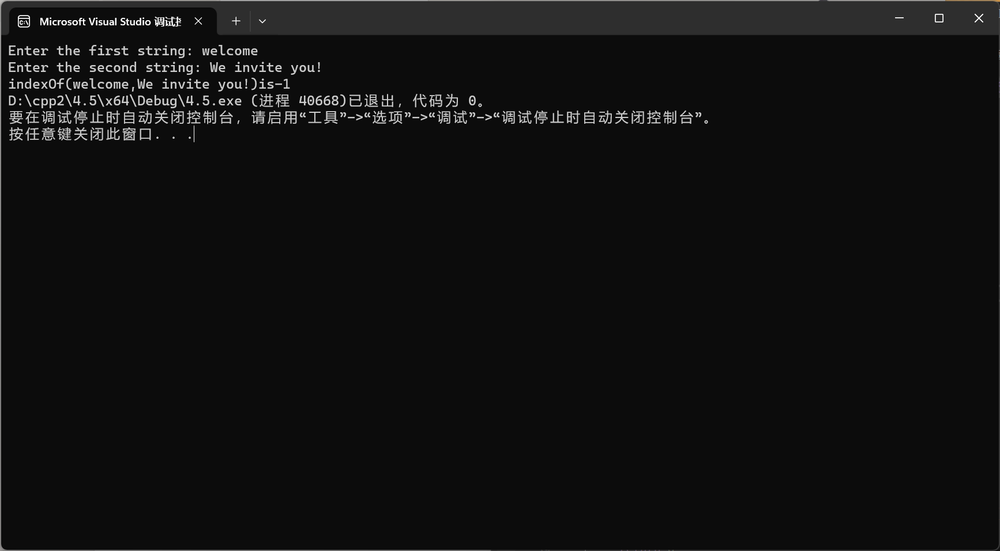 Microsoft Visual Studio 调试
Enter the first string: welcome
Enter the second string: We invite you!
indexOf(welcome,We invite you!)is-1
D:\cpp2\4.5\x64\Debug\4.5.exe (进程 40668)已退出，代码为 0。
要在调试停止时自动关闭控制台，请启用“工具”->“选项”->“调试”->“调试停止时自动关闭控制台”。
按任意键关闭此窗口. . .